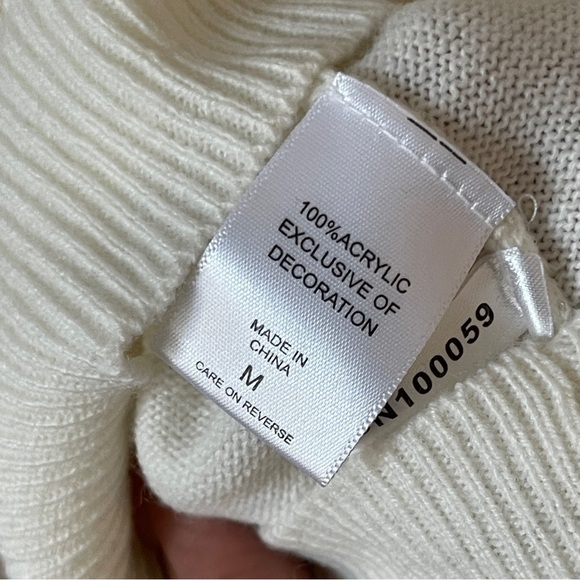 100%ACRYLIC
EXCLUSIVE OF
DECORATION
MADE IN
CHINA
M
CARE ON REVERSE
N100059